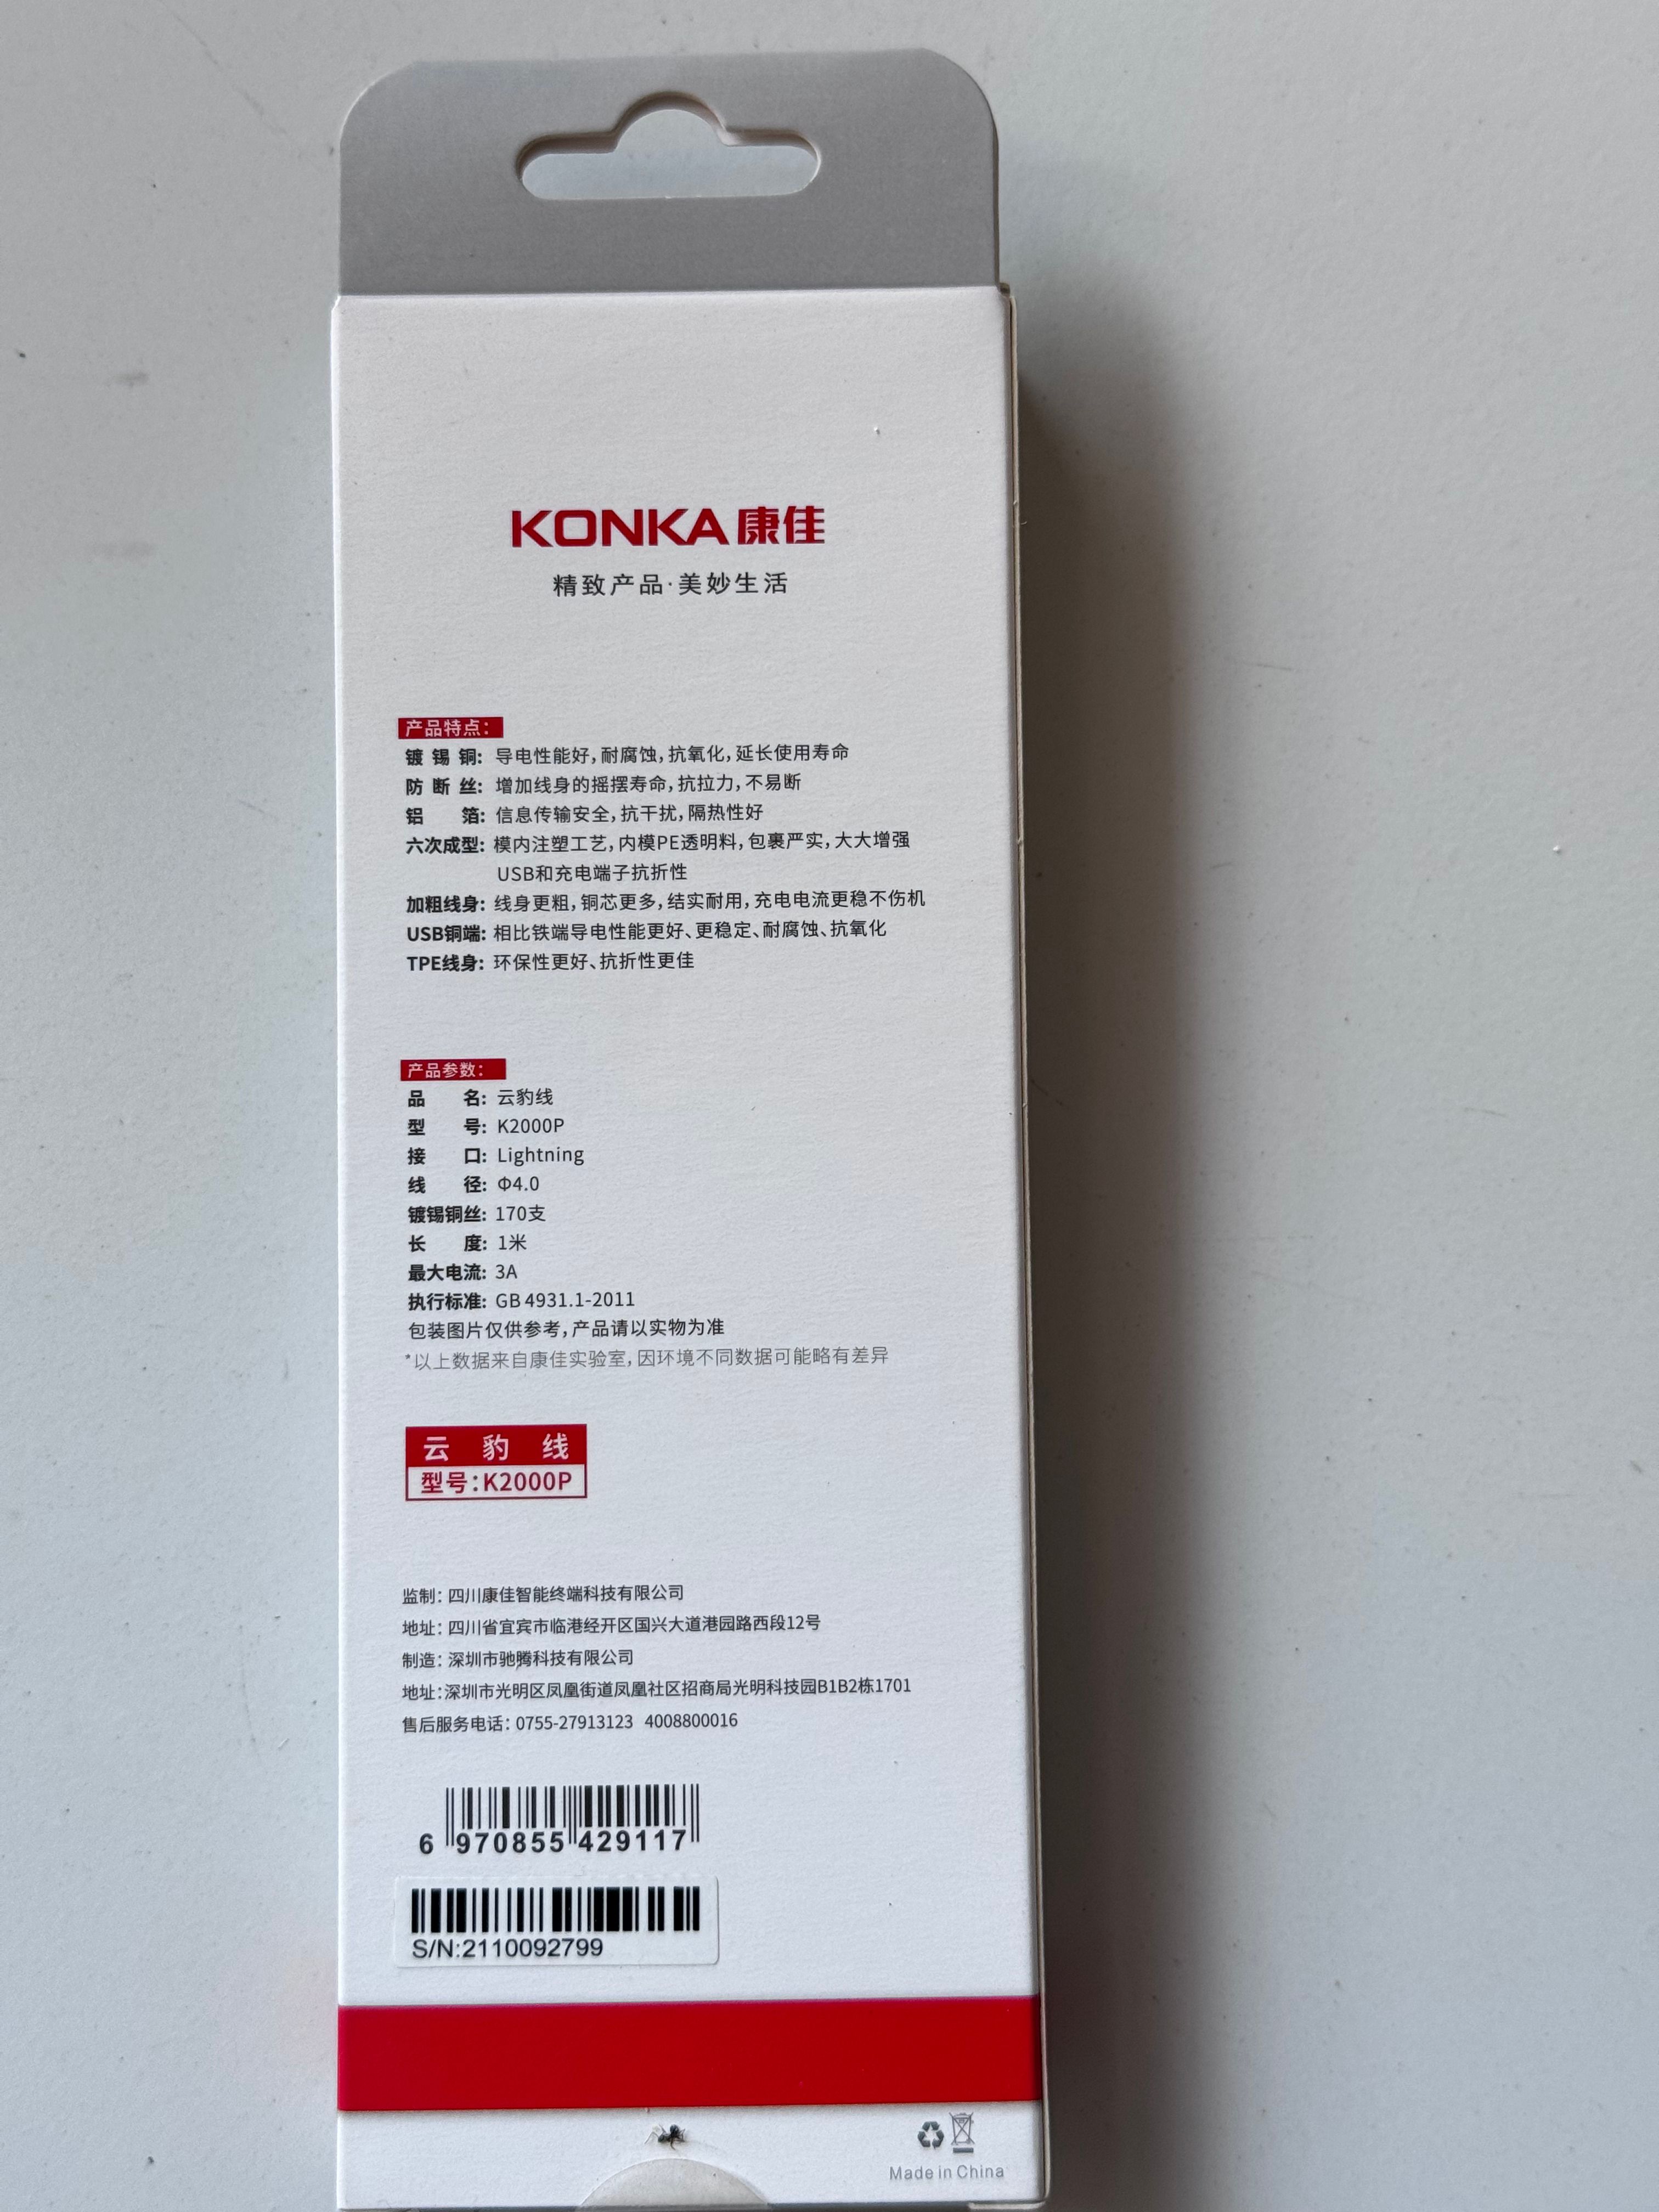 KONKA 康佳
精致产品·美妙生活
产品特点：
镀锡铜： 导电性能好，耐腐蚀，抗氧化，延长使用寿命
防断丝： 增加线身的摇摆寿命，抗拉力，不易断
铝箔： 信息传输安全，抗干扰，隔热性好
六次成型： 模内注塑工艺，内模PE透明料，包裹严实，大大增强
USB和充电端子抗折性
加粗线身： 线身更粗，铜芯更多，结实耐用，充电电流更稳不伤机
USB铜端： 相比铁端导电性能更好、更稳定、耐腐蚀、抗氧化
TPE线身： 环保性更好、抗折性更佳
产品参数：
品名： 云豹线
型号： K2000P
接口： Lightning
线径： Φ4.0
镀锡铜丝： 170支
长度： 1米
最大电流： 3A
执行标准： GB 4931.1-2011
包装图片仅供参考，产品请以实物为准
*以上数据来自康佳实验室，因环境不同数据可能略有差异
云豹线
型号：K2000P
监制：四川康佳智能终端科技有限公司
地址：四川省宜宾市临港经开区国兴大道港园路西段12号
制造：深圳市驰腾科技有限公司
地址：深圳市光明区凤凰街道凤凰社区招商局光明科技园B1B2栋1701
售后服务电话：0755-27913123 4008800016
6 970855 429117
S/N:2110092799
Made in China